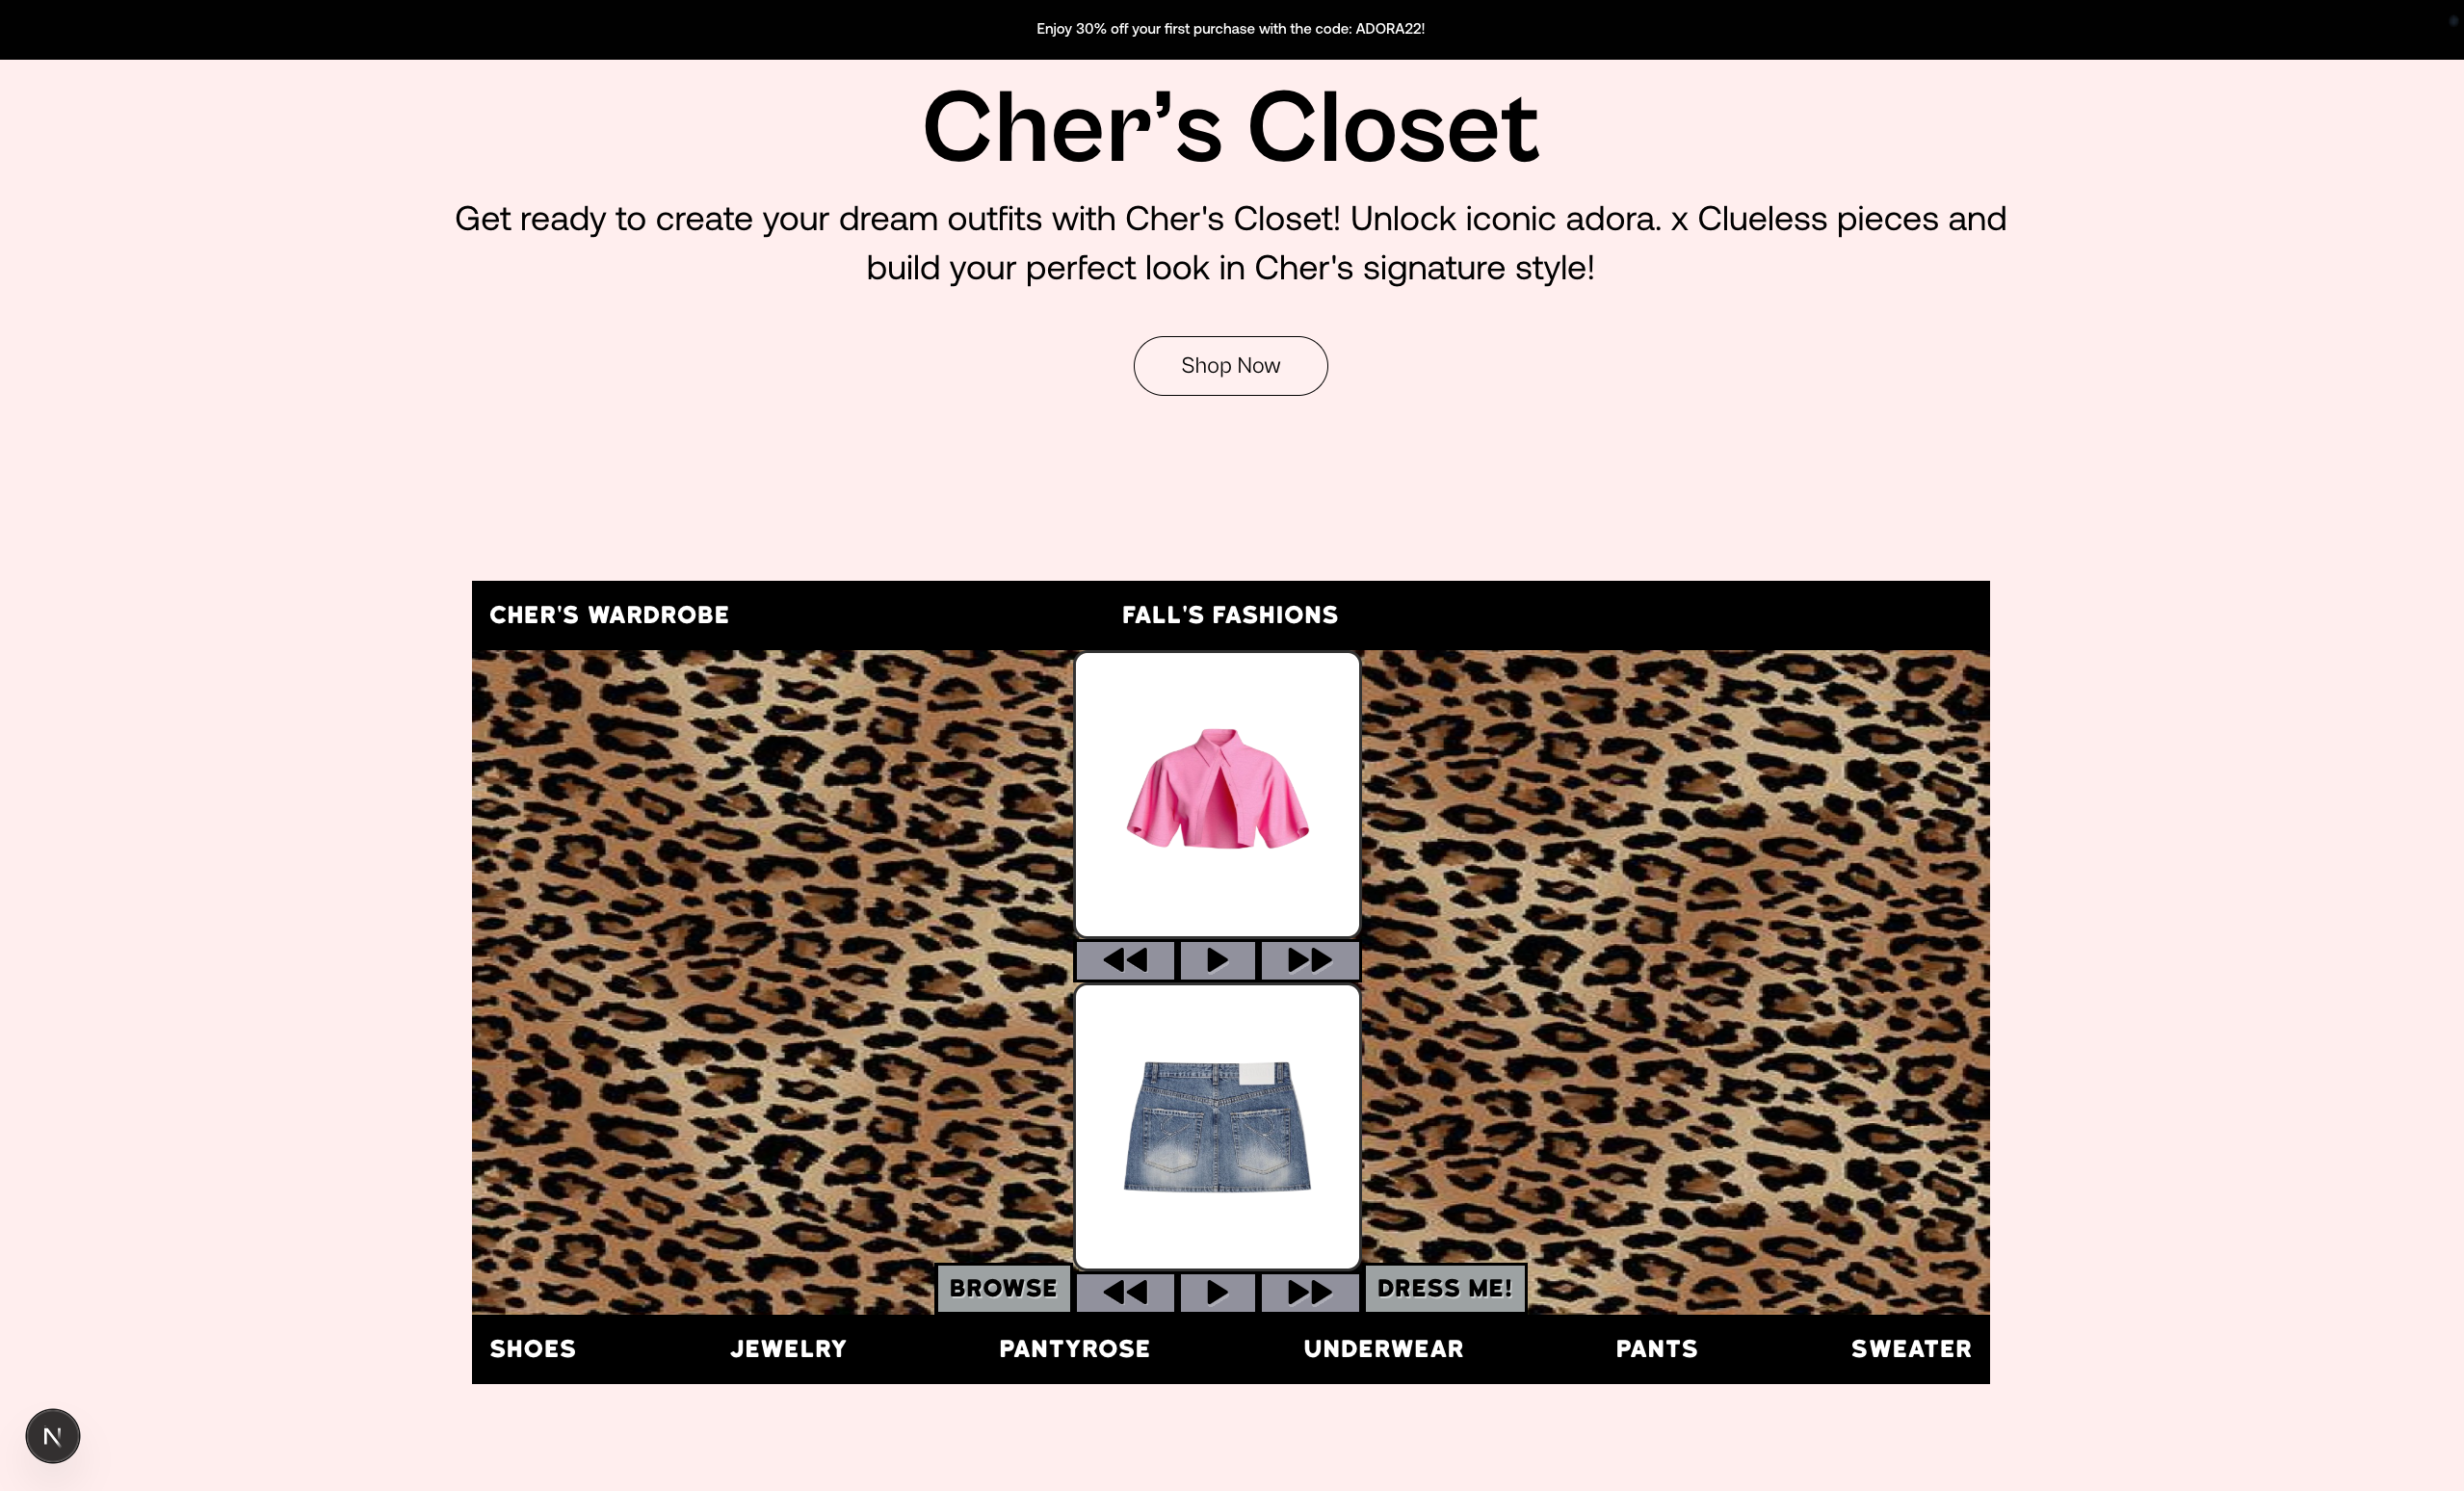 Enjoy 30% off your first purchase with the code: ADORA22!
Cher’s Closet
Get ready to create your dream outfits with Cher's Closet! Unlock iconic adora. x Clueless pieces and
build your perfect look in Cher's signature style!
Shop Now
CHER'S WARDROBE
FALL'S FASHIONS
BROWSE
DRESS ME!
SHOES
JEWELRY
PANTYROSE
UNDERWEAR
PANTS
SWEATER
N